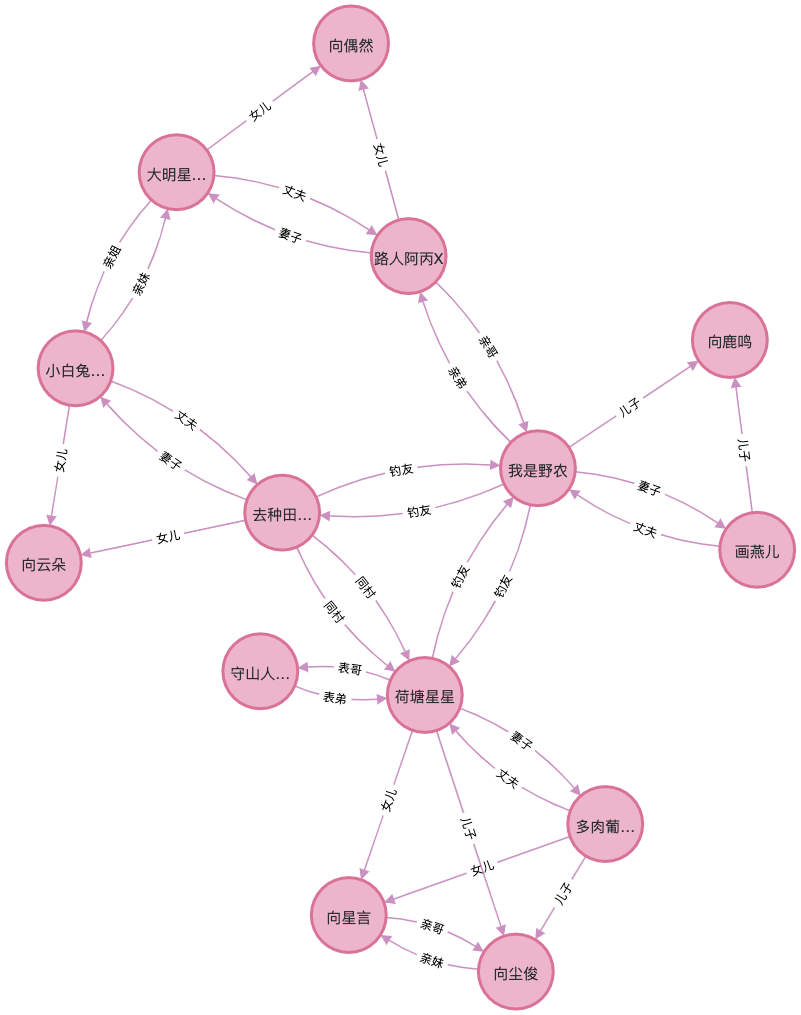 向偶然
女儿
女儿
大明星...
丈夫
妻子
路人阿丙X
亲姐
亲妹
亲哥
亲弟
向鹿鸣
小白兔...
儿子
丈夫
妻子
儿子
女儿
钓友
我是野农
妻子
钓友
去种田...
丈夫
画燕儿
女儿
向云朵
同村
同村
钓友
钓友
守山人...
表哥
表弟
荷塘星星
妻子
丈夫
女儿
儿子
多肉葡...
女儿
儿子
向星言
亲哥
亲妹
向尘俊